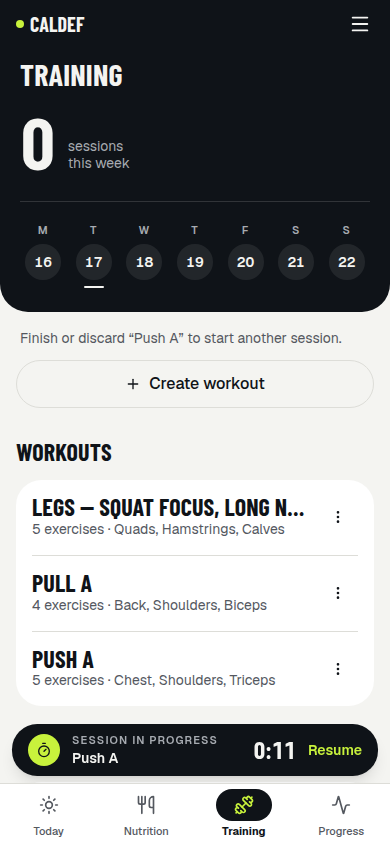 CALDEF
TRAINING
0 sessions
this week
M T W T F S S
16 17 18 19 20 21 22
Finish or discard “Push A” to start another session.
+ Create workout
WORKOUTS
LEGS – SQUAT FOCUS, LONG N...
5 exercises · Quads, Hamstrings, Calves
PULL A
4 exercises · Back, Shoulders, Biceps
PUSH A
5 exercises · Chest, Shoulders, Triceps
SESSION IN PROGRESS
Push A 0:11 Resume
Today Nutrition Training Progress